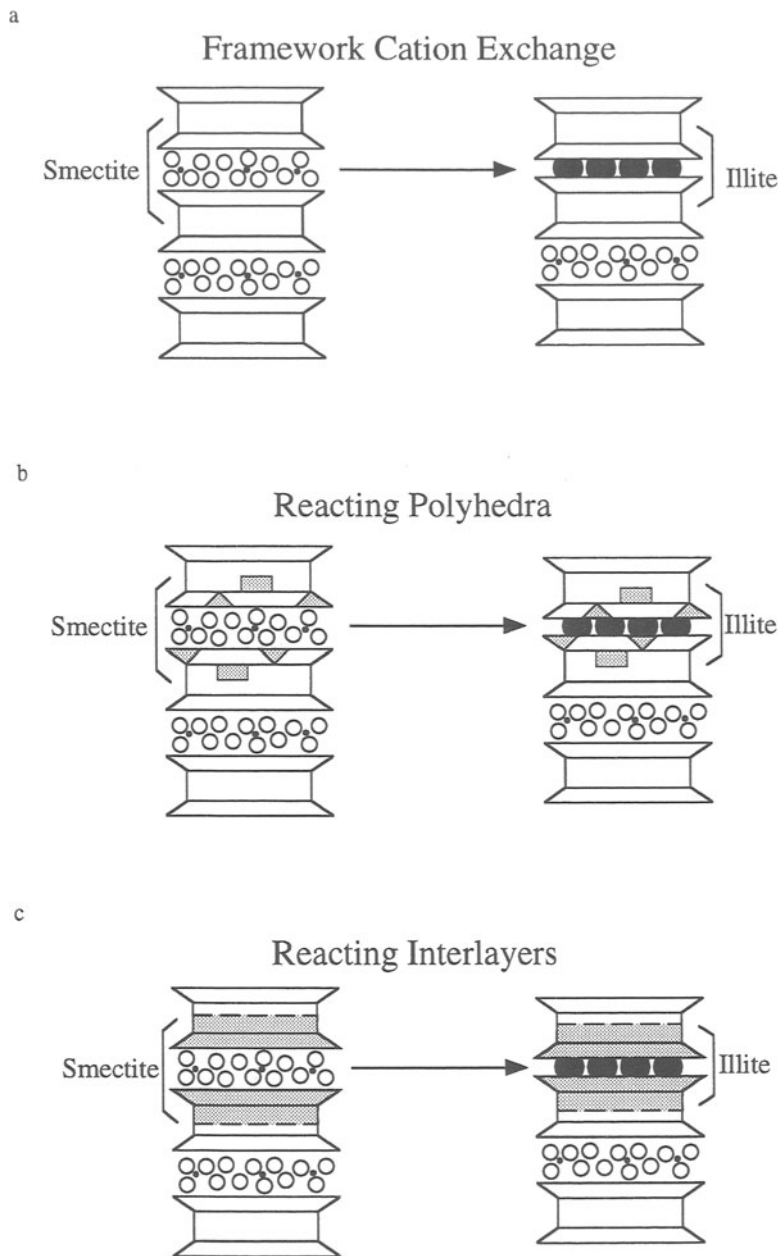 a
Framework Cation Exchange
Smectite
Illite
b
Reacting Polyhedra
Smectite
Illite
c
Reacting Interlayers
Smectite
Illite